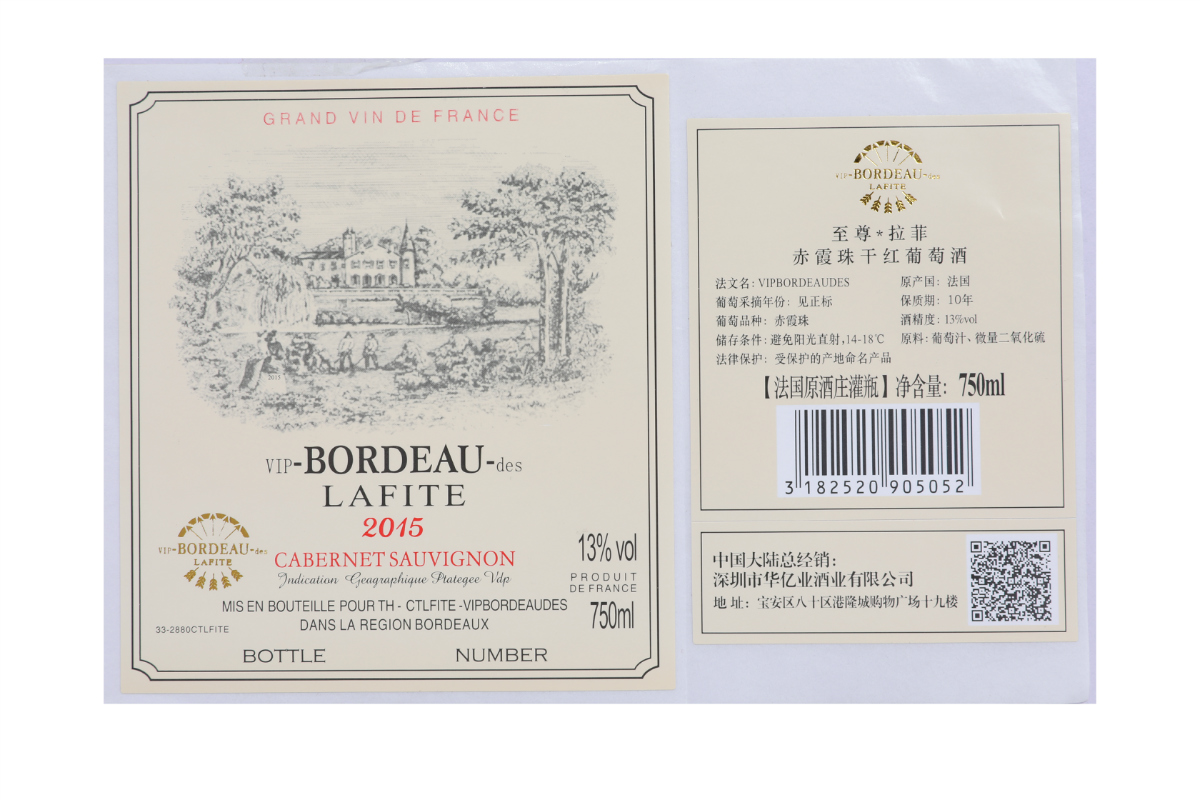 GRAND VIN DE FRANCE
VIP-BORDEAU-des
LAFITE
2015
CABERNET SAUVIGNON
Indication Geagraphique Ptategee Vdp
VIP-BORDEAU-des
LAFITE
13% vol
PRODUIT
DE FRANCE
MIS EN BOUTEILLE POUR TH - CTLFITE -VIPBORDEAUDES
DANS LA REGION BORDEAUX
750ml
33-2880CTLFITE
BOTTLE NUMBER
VIP-BORDEAU-des
LAFITE
至尊*拉菲
赤霞珠干红葡萄酒
法文名: VIPBORDEAUDES 原产国: 法国
葡萄采摘年份: 见正标 保质期: 10年
葡萄品种: 赤霞珠 酒精度: 13%vol
储存条件: 避免阳光直射,14-18℃ 原料: 葡萄汁、微量二氧化硫
法律保护: 受保护的产地命名产品
【法国原酒庄灌瓶】净含量: 750ml
3 182520 905052
中国大陆总经销:
深圳市华亿业酒业有限公司
地址: 宝安区八十区港隆城购物广场十九楼